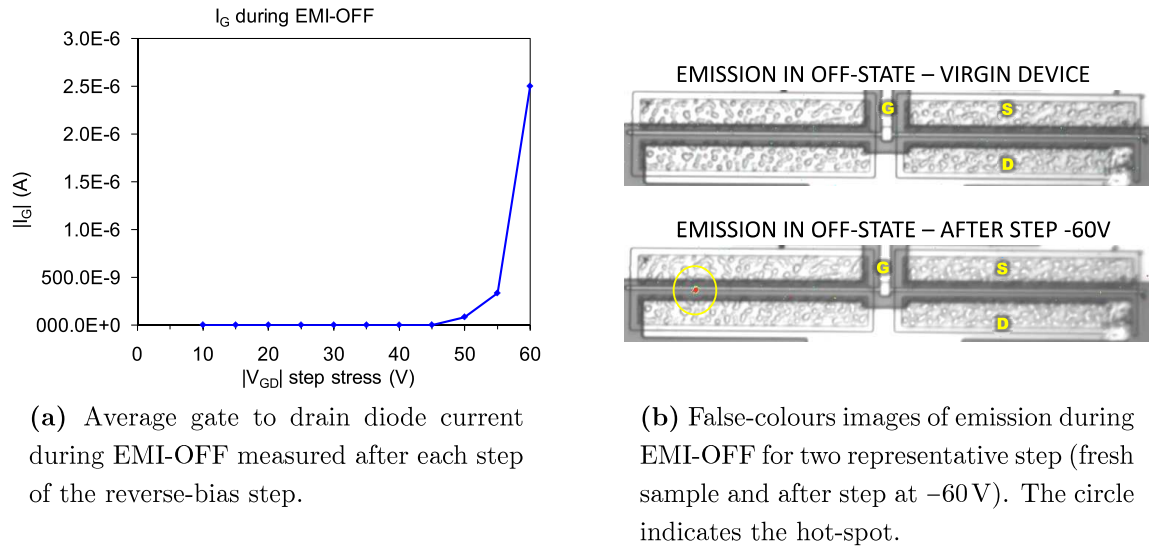 I_G during EMI-OFF
3.0E-6
2.5E-6
2.0E-6
1.5E-6
1.0E-6
500.0E-9
000.0E+0
|I_G| (A)
0 10 20 30 40 50 60
|V_GD| step stress (V)
(a) Average gate to drain diode current
during EMI-OFF measured after each step
of the reverse-bias step.
EMISSION IN OFF-STATE – VIRGIN DEVICE
G S
D
EMISSION IN OFF-STATE – AFTER STEP -60V
G S
D
(b) False-colours images of emission during
EMI-OFF for two representative step (fresh
sample and after step at −60 V). The circle
indicates the hot-spot.